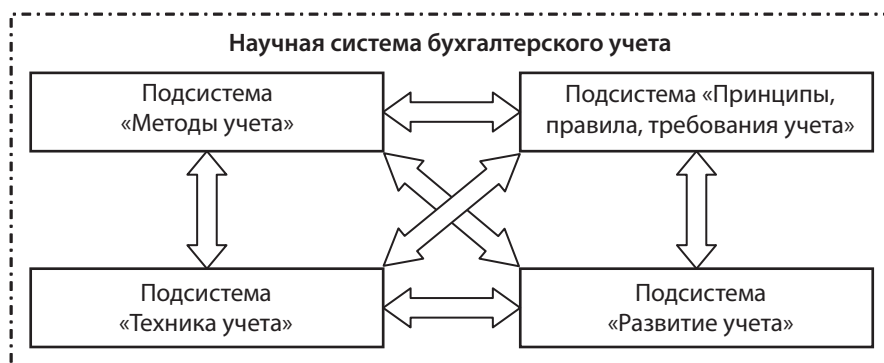 Научная система бухгалтерского учета
Подсистема
«Методы учета»
Подсистема «Принципы,
правила, требования учета»
Подсистема
«Техника учета»
Подсистема
«Развитие учета»